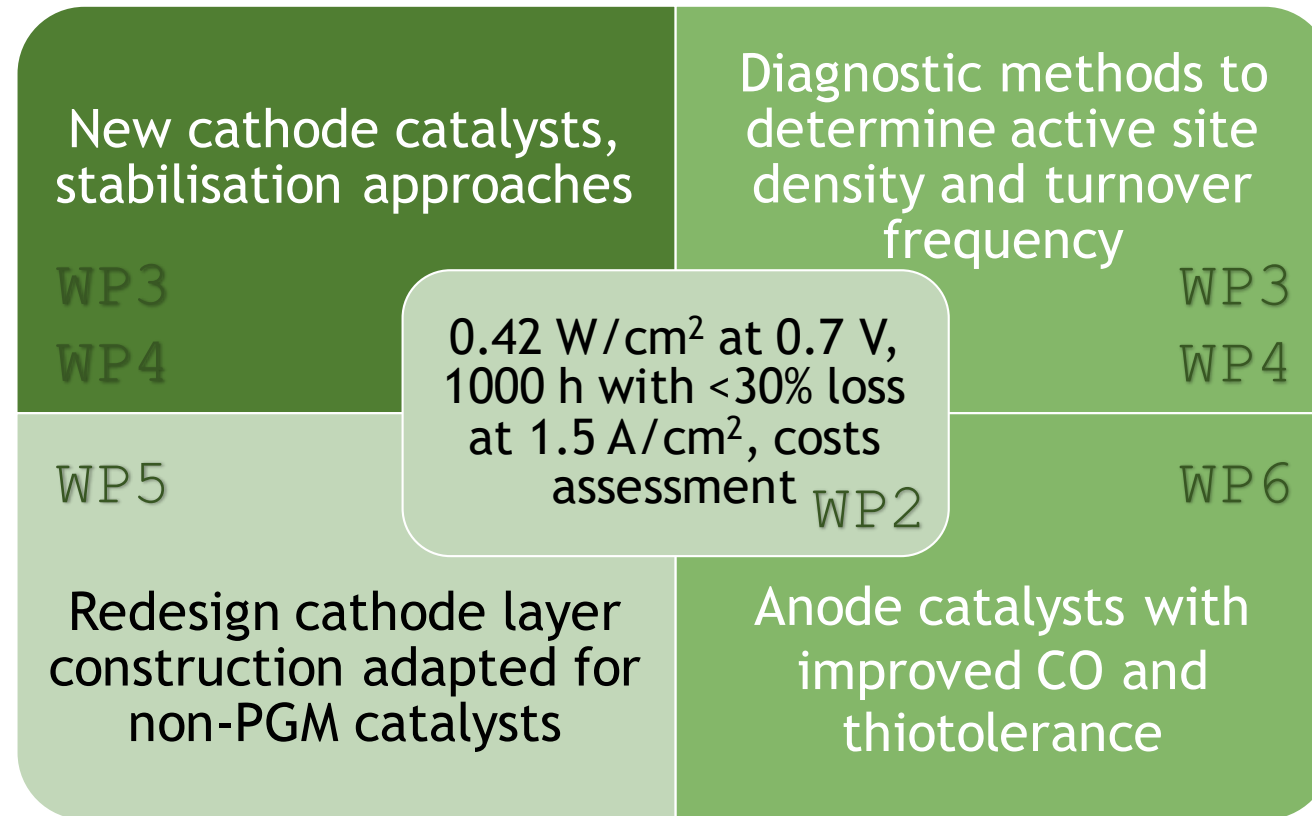 New cathode catalysts,
stabilisation approaches
WP3
WP4
Diagnostic methods to
determine active site
density and turnover
frequency
WP3
WP4
0.42 W/cm² at 0.7 V,
1000 h with <30% loss
at 1.5 A/cm², costs
assessment
WP2
WP5
Redesign cathode layer
construction adapted for
non-PGM catalysts
WP6
Anode catalysts with
improved CO and
thiotolerance